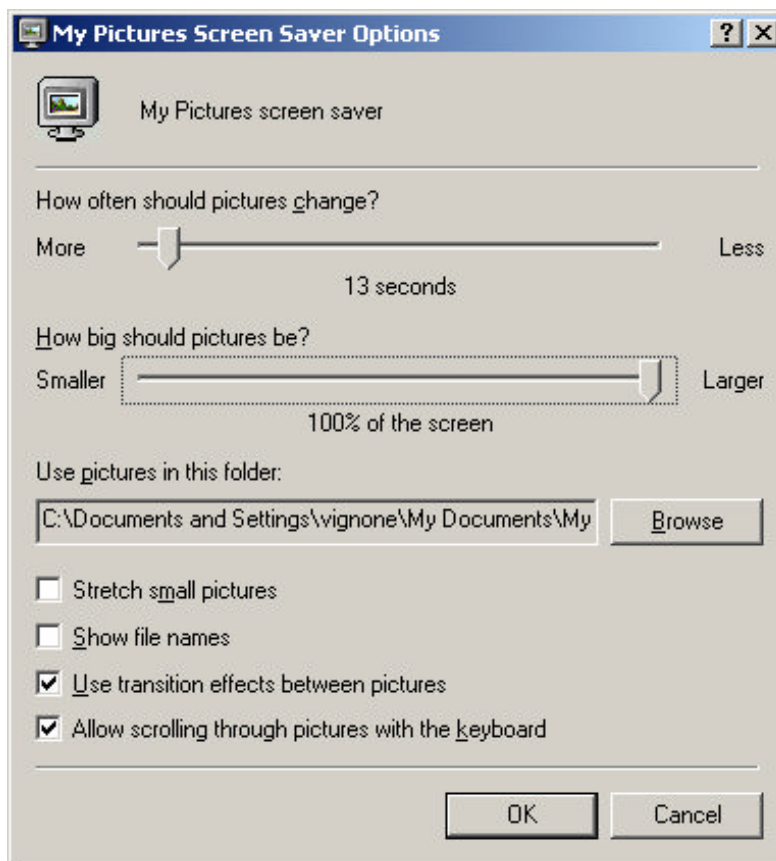 My Pictures Screen Saver Options
My Pictures screen saver
How often should pictures change?
More Less
13 seconds
How big should pictures be?
Smaller Larger
100% of the screen
Use pictures in this folder:
C:\Documents and Settings\vignone\My Documents\My Browse
Stretch small pictures
Show file names
Use transition effects between pictures
Allow scrolling through pictures with the keyboard
OK Cancel